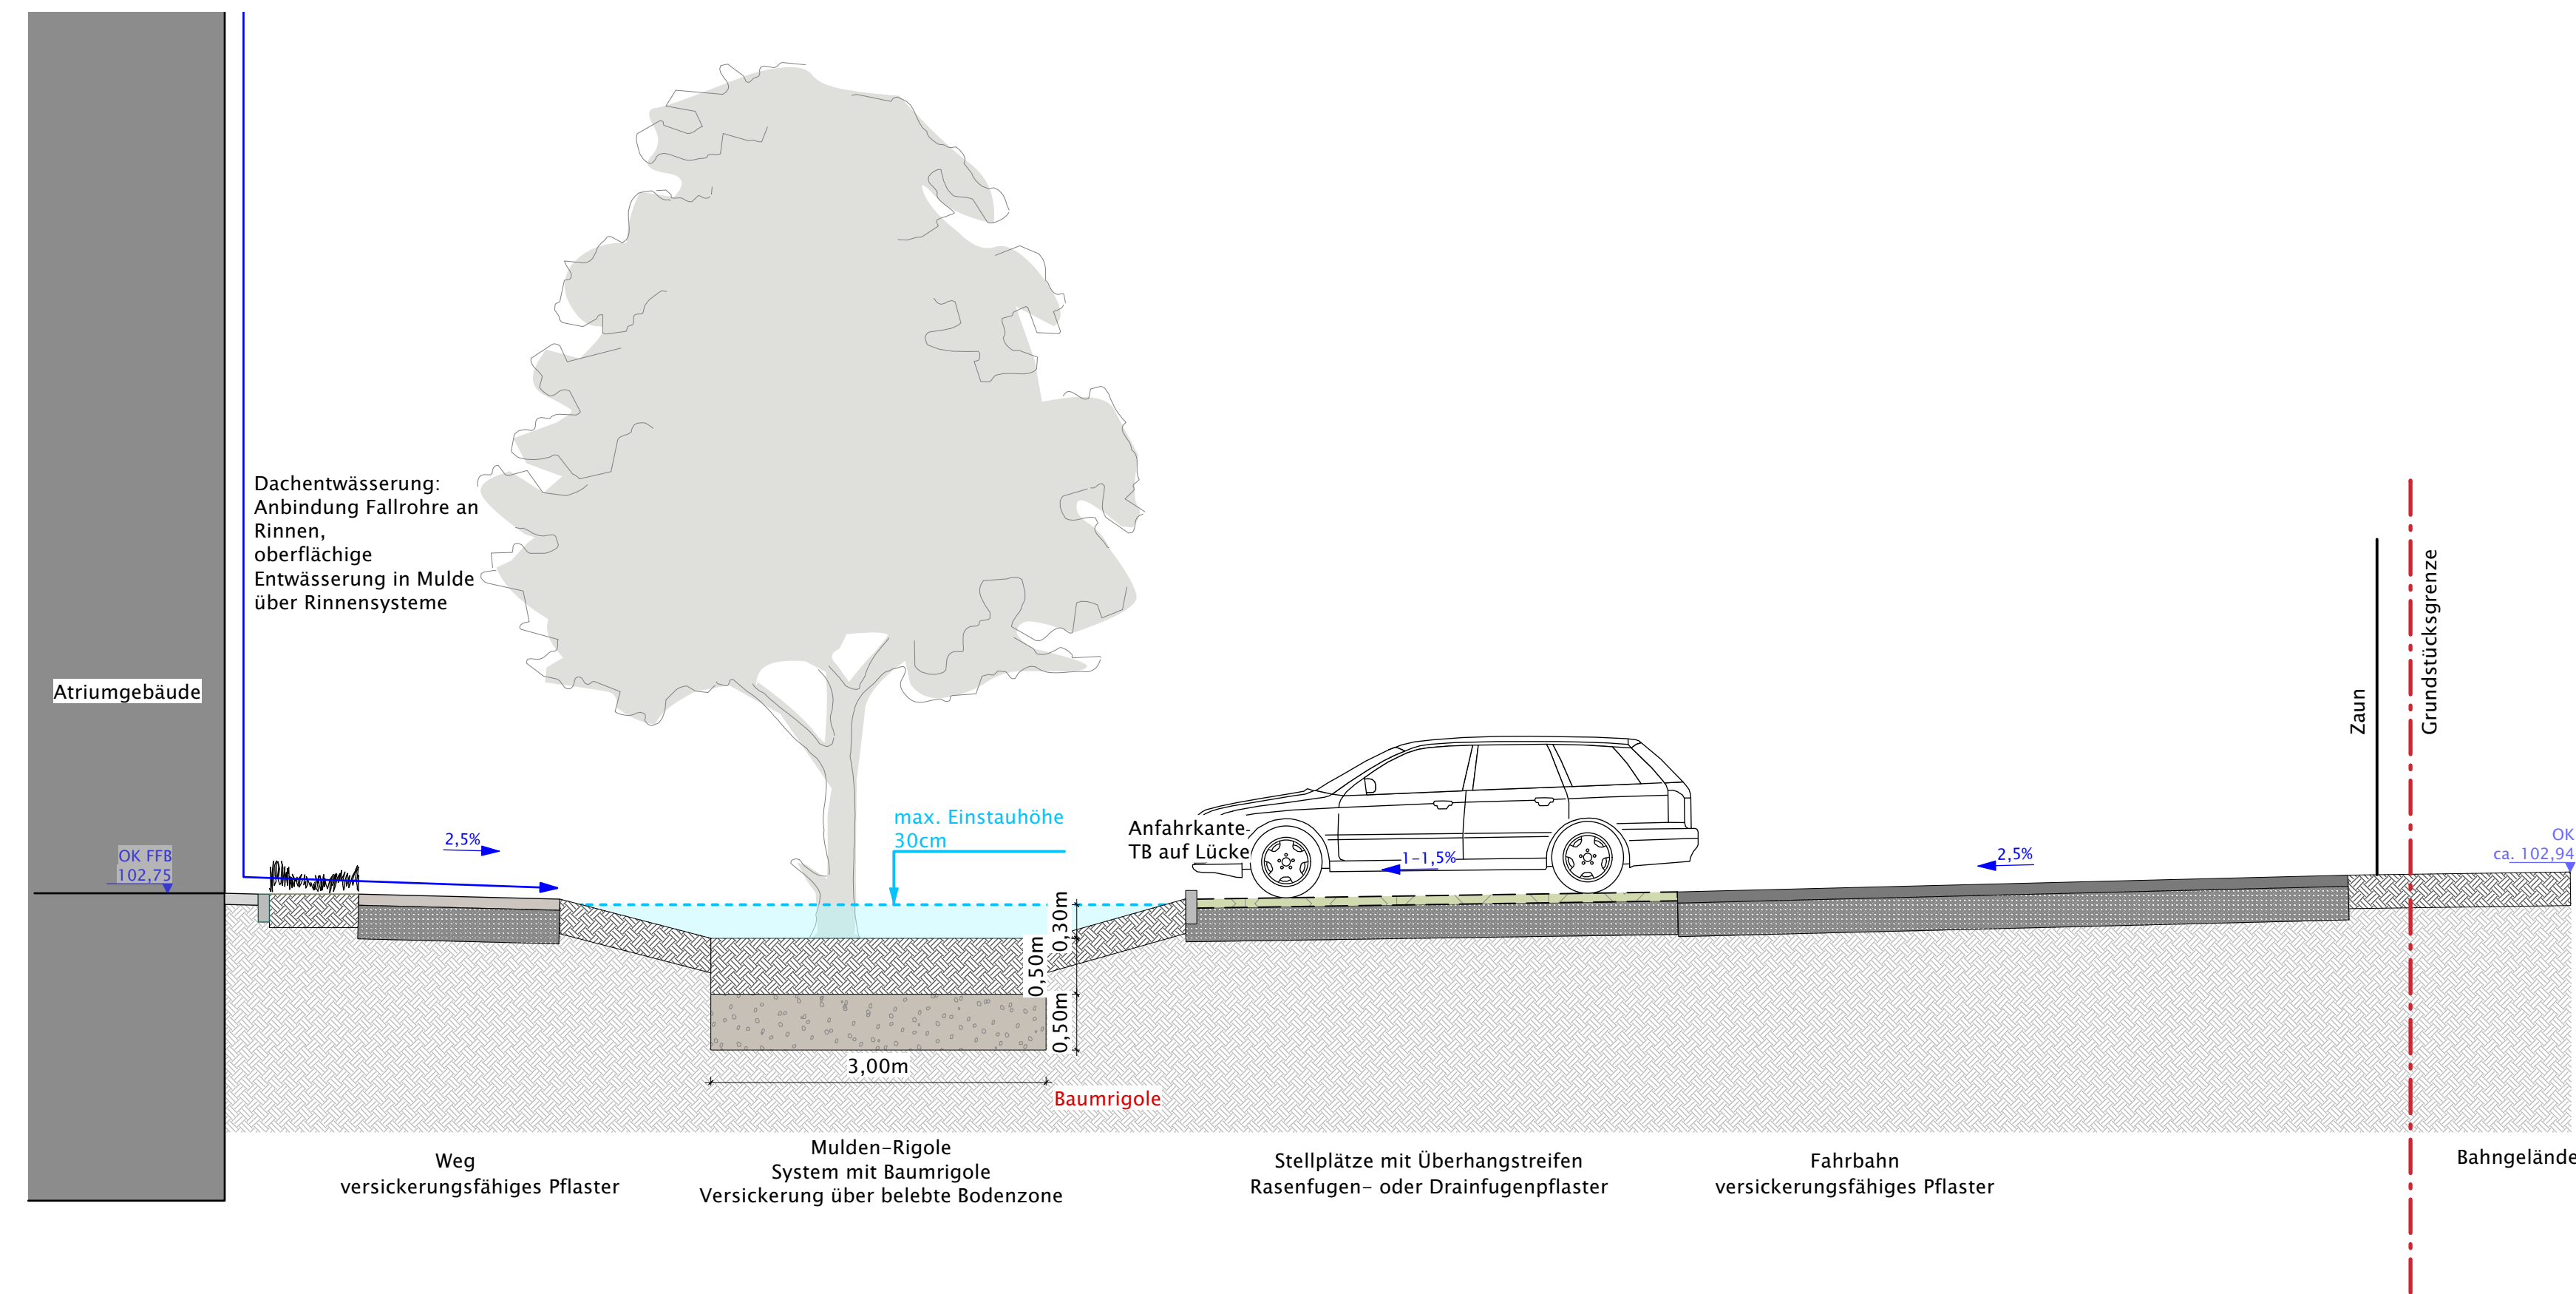 Dachentwässerung:
Anbindung Fallrohre an
Rinnen,
oberflächige
Entwässerung in Mulde
über Rinnensysteme
Atriumgebäude
OK FFB
102,75
2,5%
max. Einstauhöhe
30cm
Anfahrkante
TB auf Lücke
1-1,5%
2,5%
Zaun
Grundstücksgrenze
OK
ca. 102,94
0,30m
0,50m
0,50m
3,00m
Baumrigole
Weg
versickerungsfähiges Pflaster
Mulden-Rigole
System mit Baumrigole
Versickerung über belebte Bodenzone
Stellplätze mit Überhangstreifen
Rasenfugen- oder Drainfugenpflaster
Fahrbahn
versickerungsfähiges Pflaster
Bahngelände